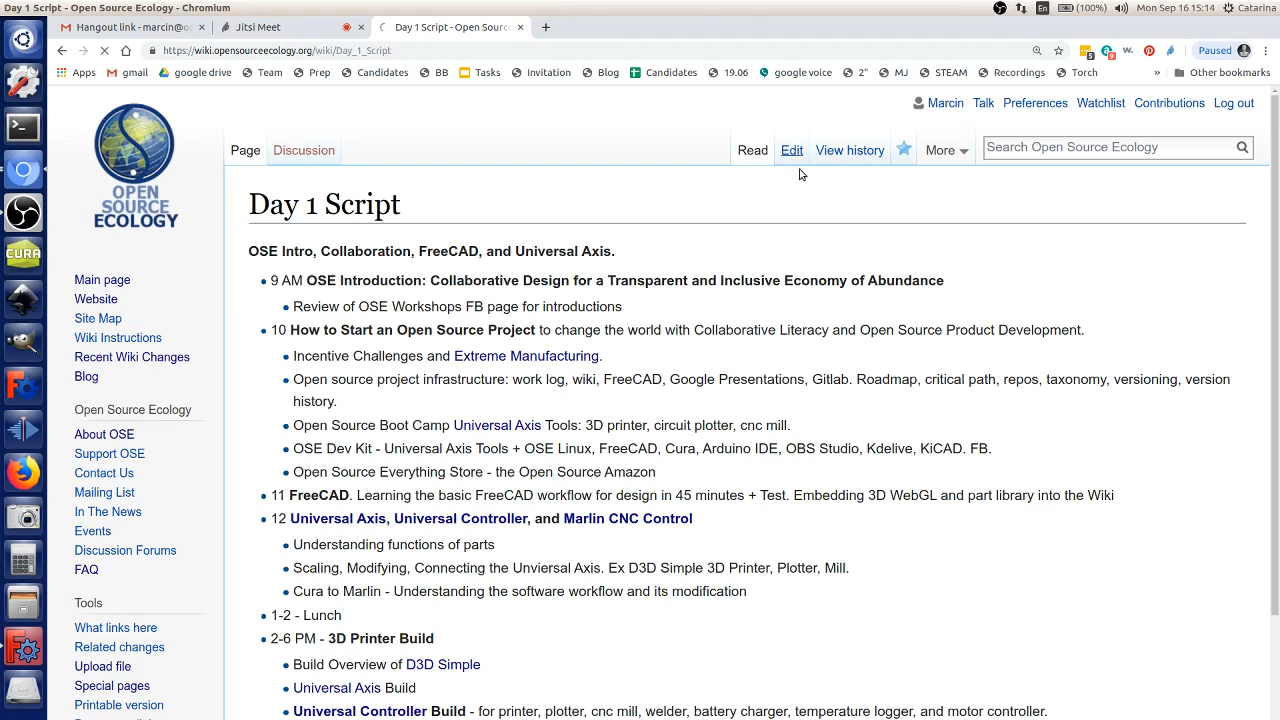 Day 1 Script - Open Source Ecology - Chromium
En (100%) Mon Sep 16 15:14 Catarina
Hangout link - marcin@o
Jitsi Meet
Day 1 Script - Open Sourc
https://wiki.opensourceecology.org/wiki/Day_1_Script
Paused
Apps gmail google drive Team Prep Candidates BB Tasks Invitation Blog Candidates 19.06 google voice 2" MJ STEAM Recordings Torch » Other bookmarks
Marcin Talk Preferences Watchlist Contributions Log out
Page Discussion Read Edit View history More Search Open Source Ecology
OPEN
SOURCE
ECOLOGY
CURA
Main page
Website
Site Map
Wiki Instructions
Recent Wiki Changes
Blog
Open Source Ecology
About OSE
Support OSE
Contact Us
Mailing List
In The News
Events
Discussion Forums
FAQ
Tools
What links here
Related changes
Upload file
Special pages
Printable version
Day 1 Script
OSE Intro, Collaboration, FreeCAD, and Universal Axis.
9 AM OSE Introduction: Collaborative Design for a Transparent and Inclusive Economy of Abundance
Review of OSE Workshops FB page for introductions
10 How to Start an Open Source Project to change the world with Collaborative Literacy and Open Source Product Development.
Incentive Challenges and Extreme Manufacturing.
Open source project infrastructure: work log, wiki, FreeCAD, Google Presentations, Gitlab. Roadmap, critical path, repos, taxonomy, versioning, version
history.
Open Source Boot Camp Universal Axis Tools: 3D printer, circuit plotter, cnc mill.
OSE Dev Kit - Universal Axis Tools + OSE Linux, FreeCAD, Cura, Arduino IDE, OBS Studio, Kdelive, KiCAD. FB.
Open Source Everything Store - the Open Source Amazon
11 FreeCAD. Learning the basic FreeCAD workflow for design in 45 minutes + Test. Embedding 3D WebGL and part library into the Wiki
12 Universal Axis, Universal Controller, and Marlin CNC Control
Understanding functions of parts
Scaling, Modifying, Connecting the Unviersal Axis. Ex D3D Simple 3D Printer, Plotter, Mill.
Cura to Marlin - Understanding the software workflow and its modification
1-2 - Lunch
2-6 PM - 3D Printer Build
Build Overview of D3D Simple
Universal Axis Build
Universal Controller Build - for printer, plotter, cnc mill, welder, battery charger, temperature logger, and motor controller.